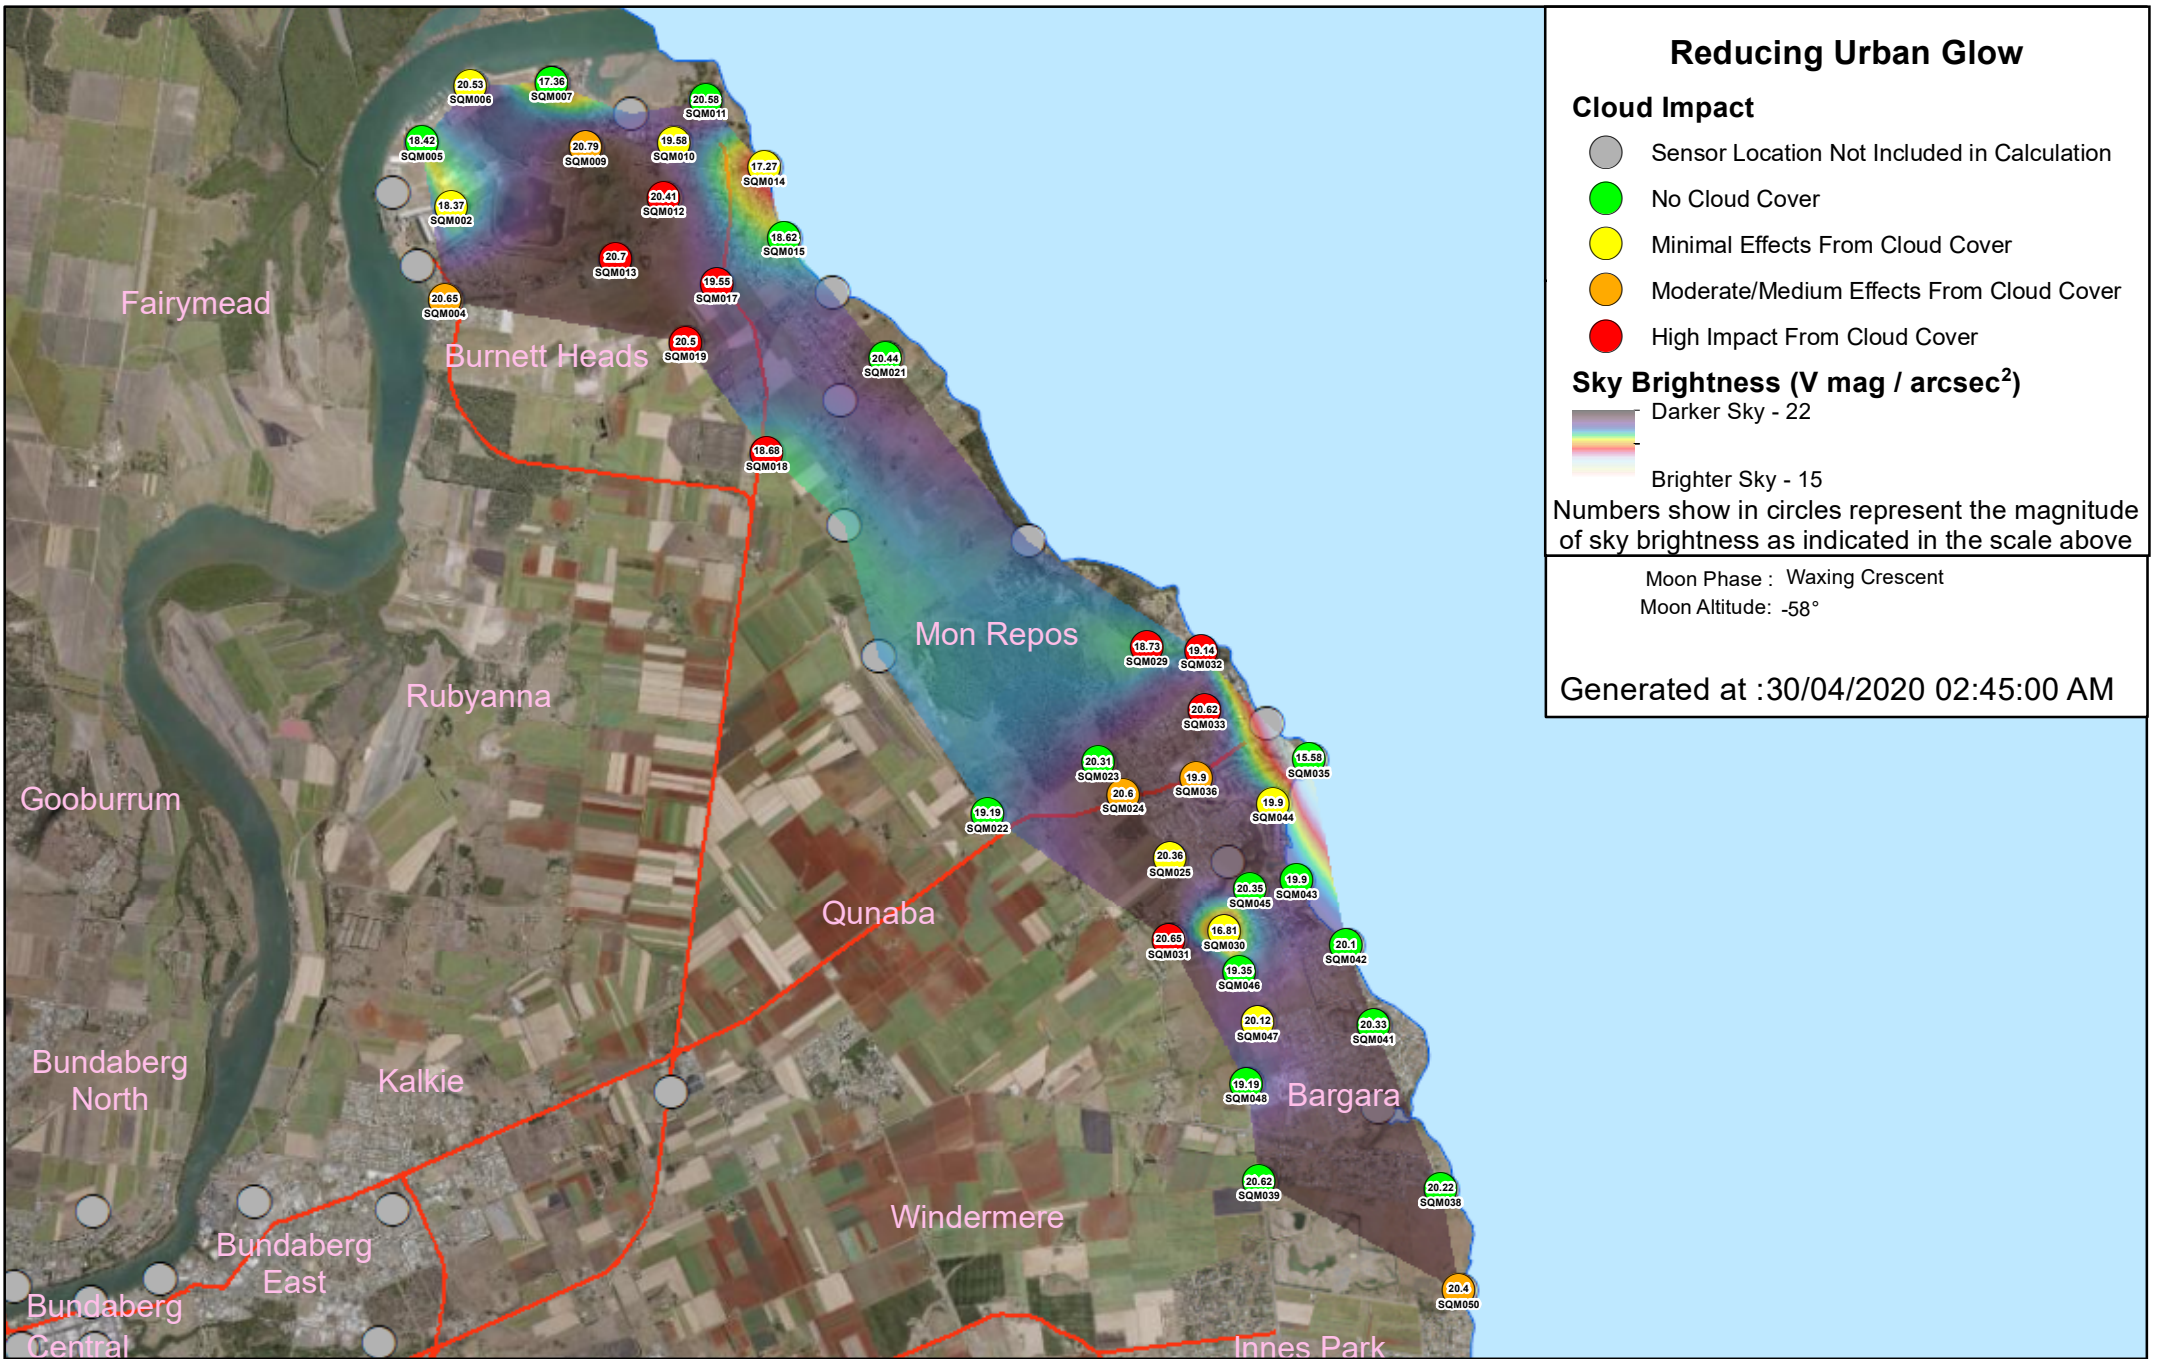 Reducing Urban Glow
Cloud Impact
Sensor Location Not Included in Calculation
No Cloud Cover
Minimal Effects From Cloud Cover
Moderate/Medium Effects From Cloud Cover
High Impact From Cloud Cover
Sky Brightness (V mag / arcsec²)
Darker Sky - 22
Brighter Sky - 15
Numbers show in circles represent the magnitude
of sky brightness as indicated in the scale above
Moon Phase : Waxing Crescent
Moon Altitude: -58°
Generated at :30/04/2020 02:45:00 AM
20.53
SQM006
17.36
SQM007
20.58
SQM011
18.42
SQM005
20.79
SQM009
19.58
SQM010
17.27
SQM014
18.37
SQM002
20.41
SQM012
18.62
SQM015
20.7
SQM013
19.55
SQM017
20.65
SQM004
Fairymead
20.5
SQM019
Burnett Heads
20.44
SQM021
18.68
SQM018
Mon Repos
18.73
SQM029
19.14
SQM032
Rubyanna
20.62
SQM033
20.31
SQM023
15.58
SQM035
19.9
SQM036
20.6
SQM024
19.9
SQM044
Gooburrum
19.19
SQM022
20.36
SQM025
20.35
SQM045
19.9
SQM043
Qunaba
20.65
SQM031
16.81
SQM030
20.1
SQM042
19.35
SQM046
20.12
SQM047
20.33
SQM041
Bundaberg
North
Kalkie
19.19
SQM048
Bargara
20.62
SQM039
20.22
SQM038
Windermere
Bundaberg
East
20.4
SQM050
Bundaberg
Central
Innes Park